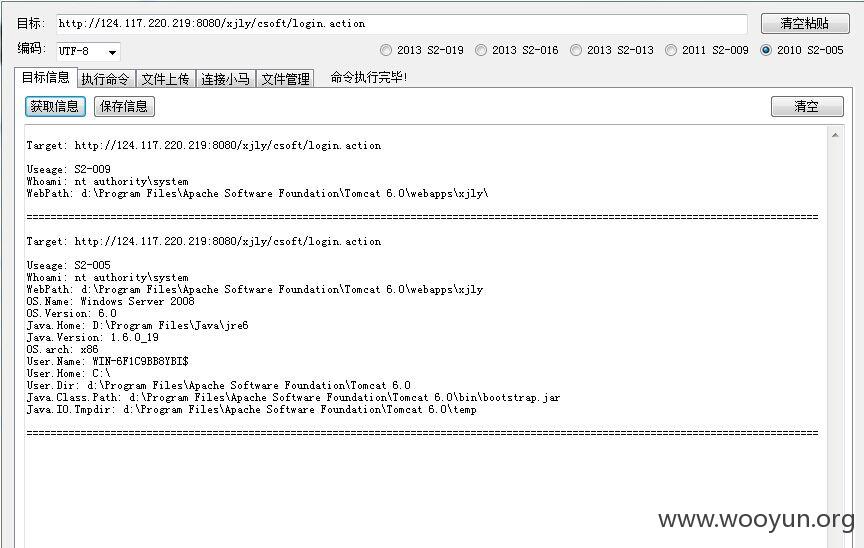 目标: http://124.117.220.219:8080/xjly/csoft/login.action 清空粘贴
编码: UTF-8 2013 S2-019 2013 S2-016 2013 S2-013 2011 S2-009 2010 S2-005
目标信息 执行命令 文件上传 连接小马 文件管理 命令执行完毕!
获取信息 保存信息 清空
Target: http://124.117.220.219:8080/xjly/csoft/login.action
Useage: S2-009
Whoami: nt authority\system
WebPath: d:\Program Files\Apache Software Foundation\Tomcat 6.0\webapps\xjly\
Target: http://124.117.220.219:8080/xjly/csoft/login.action
Useage: S2-005
Whoami: nt authority\system
WebPath: d:\Program Files\Apache Software Foundation\Tomcat 6.0\webapps\xjly
OS.Name: Windows Server 2008
OS.Version: 6.0
Java.Home: D:\Program Files\Java\jre6
Java.Version: 1.6.0_19
OS.arch: x86
User.Name: WIN-6F1C9BB8YBI$
User.Home: C:\
User.Dir: d:\Program Files\Apache Software Foundation\Tomcat 6.0
Java.Class.Path: d:\Program Files\Apache Software Foundation\Tomcat 6.0\bin\bootstrap.jar
Java.IO.Tmpdir: d:\Program Files\Apache Software Foundation\Tomcat 6.0\temp
www.wooyun.org